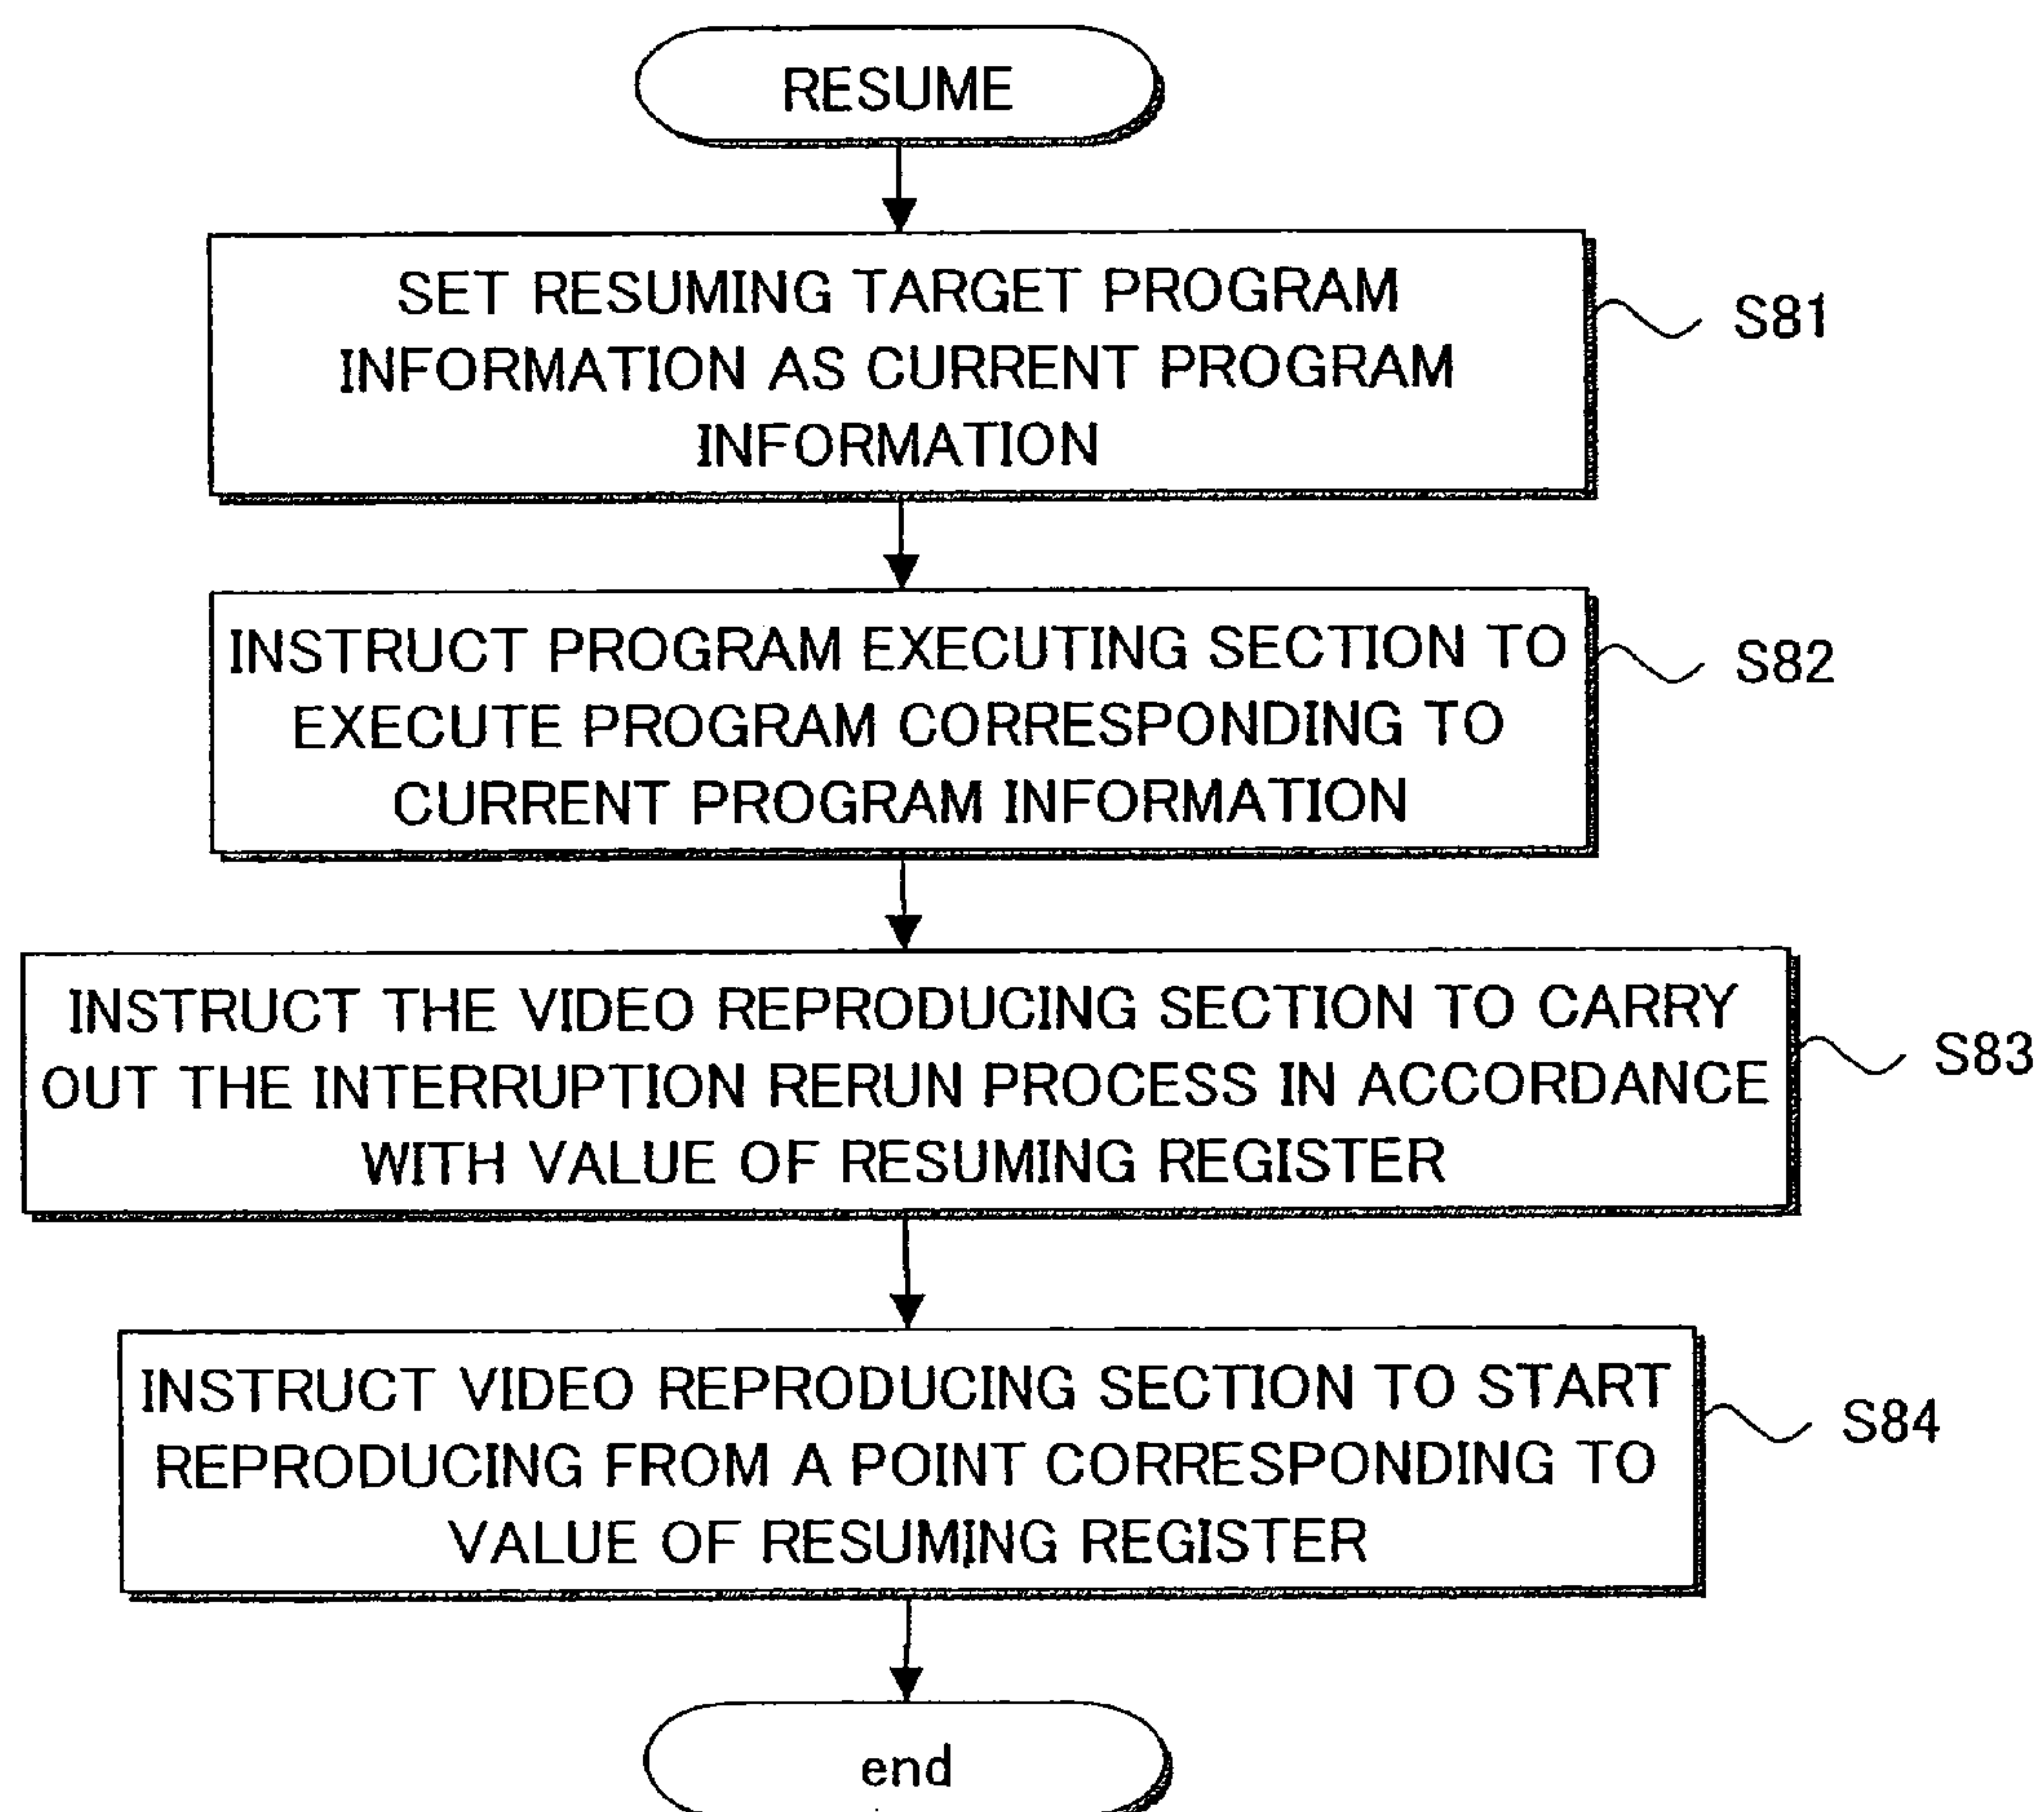 RESUME
SET RESUMING TARGET PROGRAM
INFORMATION AS CURRENT PROGRAM
INFORMATION
S81
INSTRUCT PROGRAM EXECUTING SECTION TO
EXECUTE PROGRAM CORRESPONDING TO
CURRENT PROGRAM INFORMATION
S82
INSTRUCT THE VIDEO REPRODUCING SECTION TO CARRY
OUT THE INTERRUPTION RERUN PROCESS IN ACCORDANCE
WITH VALUE OF RESUMING REGISTER
S83
INSTRUCT VIDEO REPRODUCING SECTION TO START
REPRODUCING FROM A POINT CORRESPONDING TO
VALUE OF RESUMING REGISTER
S84
end